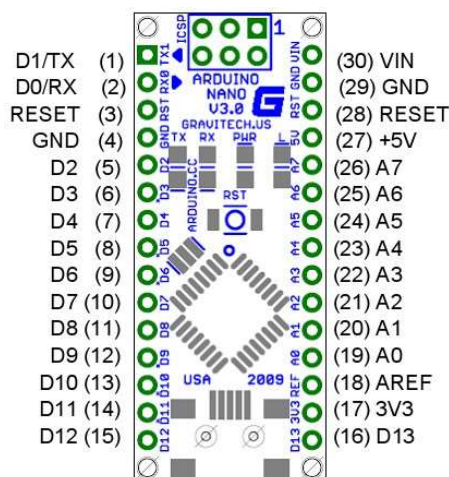 D1/TX (1)
D0/RX (2)
RESET (3)
GND (4)
D2 (5)
D3 (6)
D4 (7)
D5 (8)
D6 (9)
D7 (10)
D8 (11)
D9 (12)
D10 (13)
D11 (14)
D12 (15)
ICSP
1
TX1
RX0
RST
GND
D2
D3
D4
D5
D6
D7
D8
D9
D10
D11
D12
ARDUINO
NANO
V3.0
G
GRAVITECH.US
TX RX PWR L
ARDUINO.CC
RST
USA 2009
VIN
GND
RST
5V
A7
A6
A5
A4
A3
A2
A1
A0
REF
3V3
D13
(30) VIN
(29) GND
(28) RESET
(27) +5V
(26) A7
(25) A6
(24) A5
(23) A4
(22) A3
(21) A2
(20) A1
(19) A0
(18) AREF
(17) 3V3
(16) D13